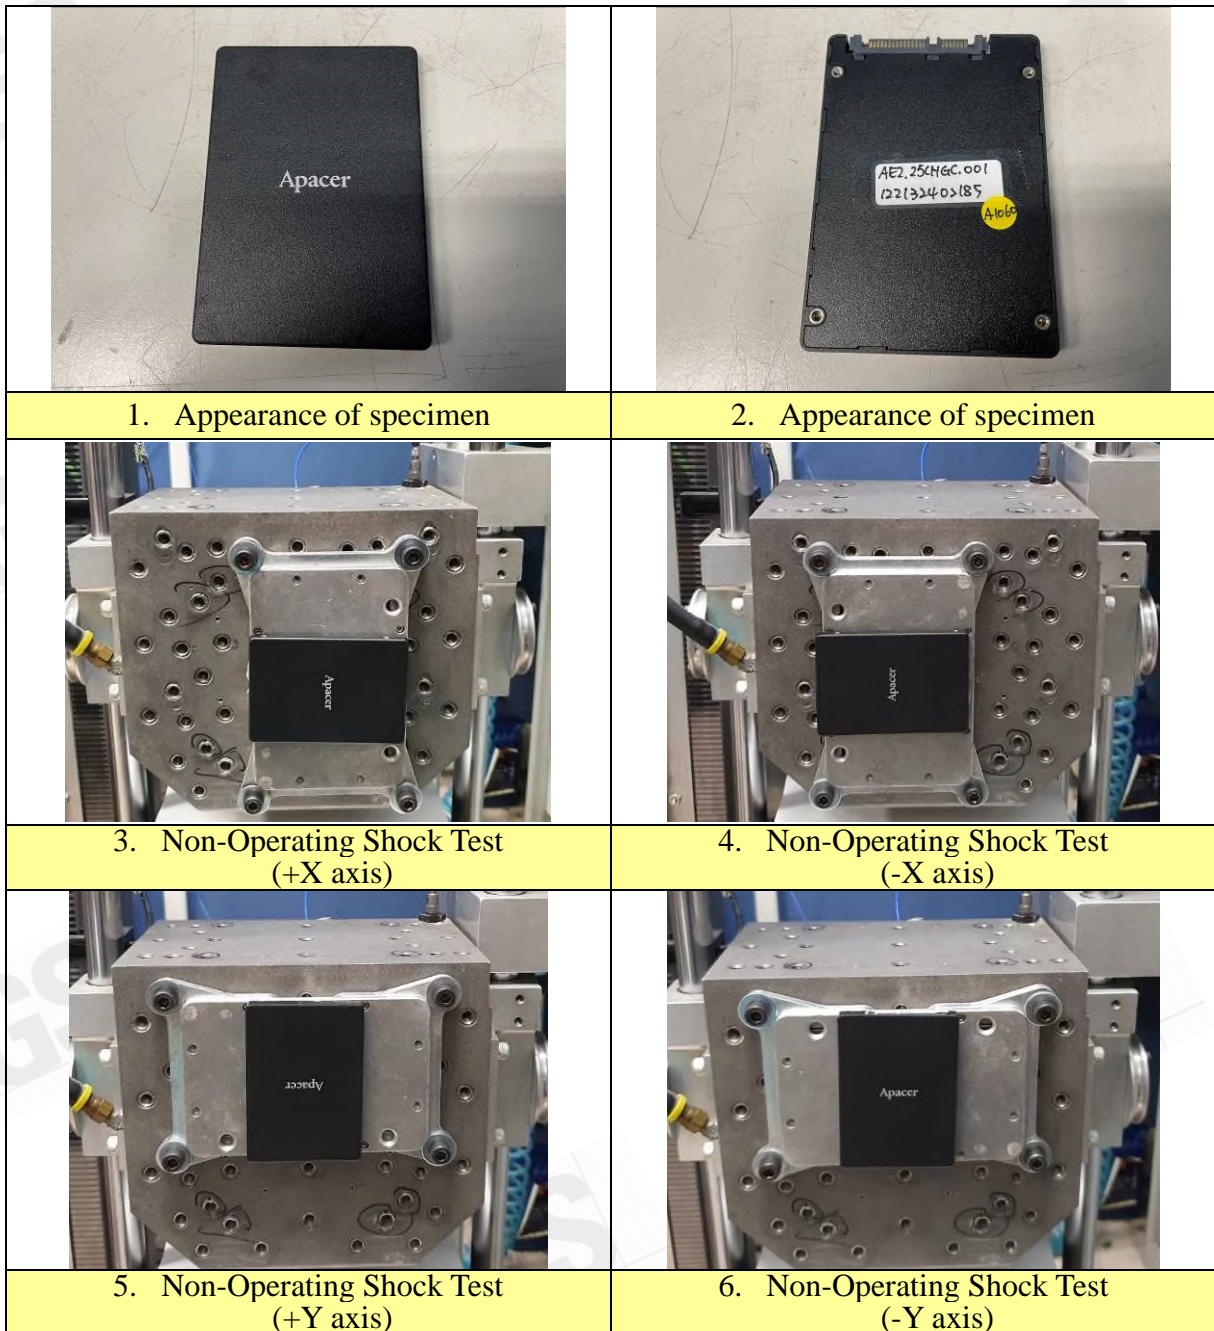 Apacer
AE2.25CHGC.001
122132402185
A1060
1. Appearance of specimen
2. Appearance of specimen
Apacer
Apacer
3. Non-Operating Shock Test
(+X axis)
4. Non-Operating Shock Test
(-X axis)
Apacer
Apacer
5. Non-Operating Shock Test
(+Y axis)
6. Non-Operating Shock Test
(-Y axis)